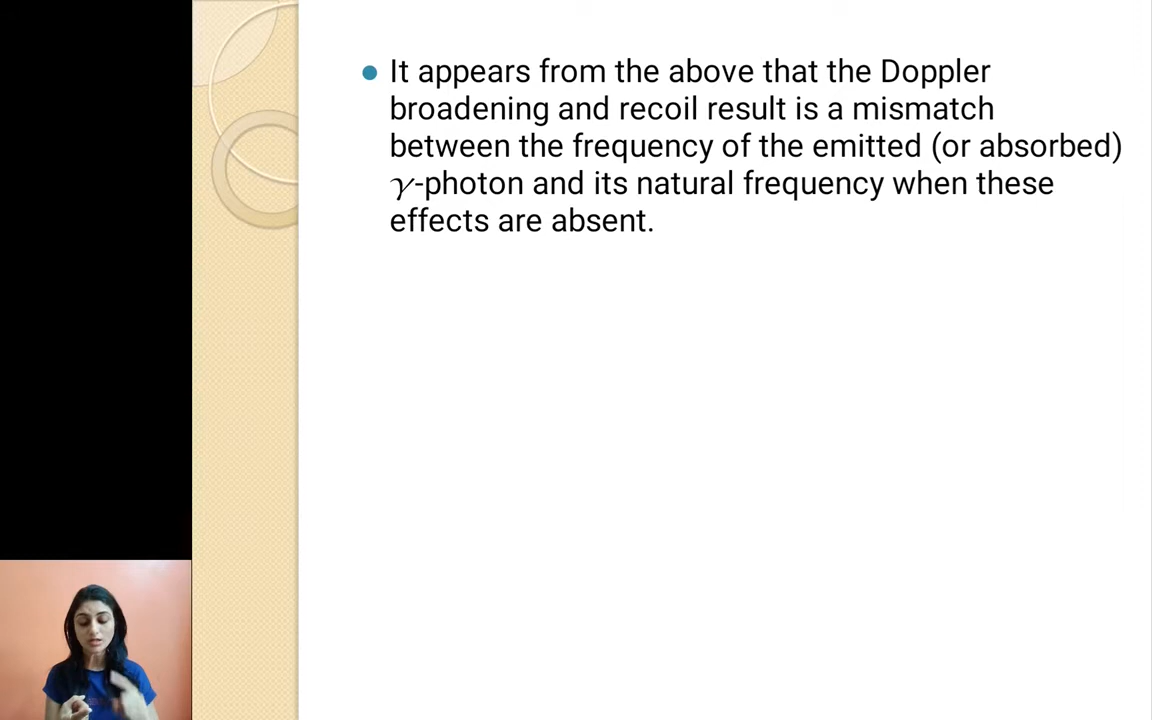 It appears from the above that the Doppler
broadening and recoil result is a mismatch
between the frequency of the emitted (or absorbed)
γ-photon and its natural frequency when these
effects are absent.